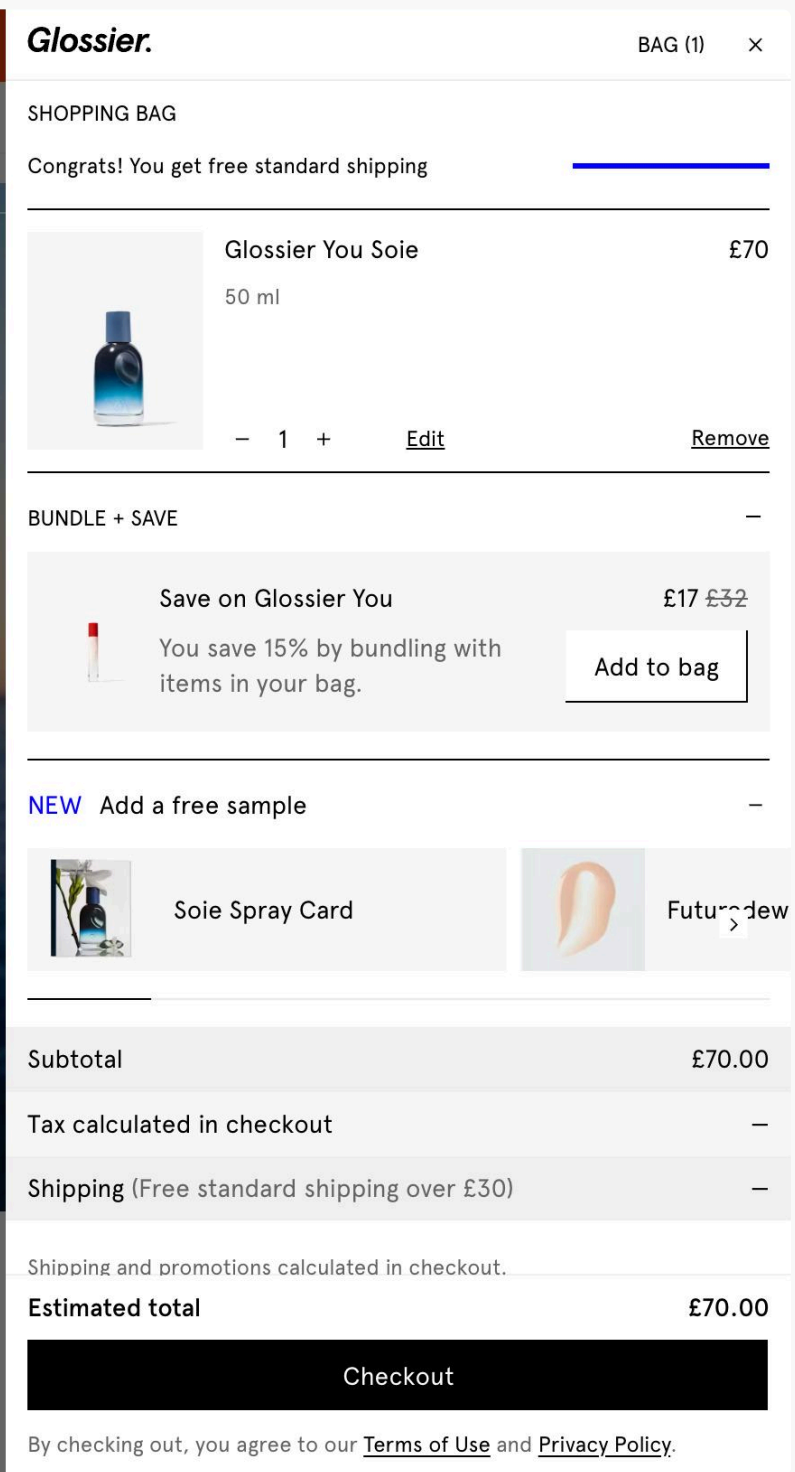 Glossier.
BAG (1) ×
SHOPPING BAG
Congrats! You get free standard shipping
Glossier You Soie £70
50 ml
− 1 + Edit Remove
BUNDLE + SAVE −
Save on Glossier You £17 £32
You save 15% by bundling with
items in your bag.
Add to bag
NEW Add a free sample −
Soie Spray Card
Futuredew
Subtotal £70.00
Tax calculated in checkout −
Shipping (Free standard shipping over £30) −
Shipping and promotions calculated in checkout.
Estimated total £70.00
Checkout
By checking out, you agree to our Terms of Use and Privacy Policy.